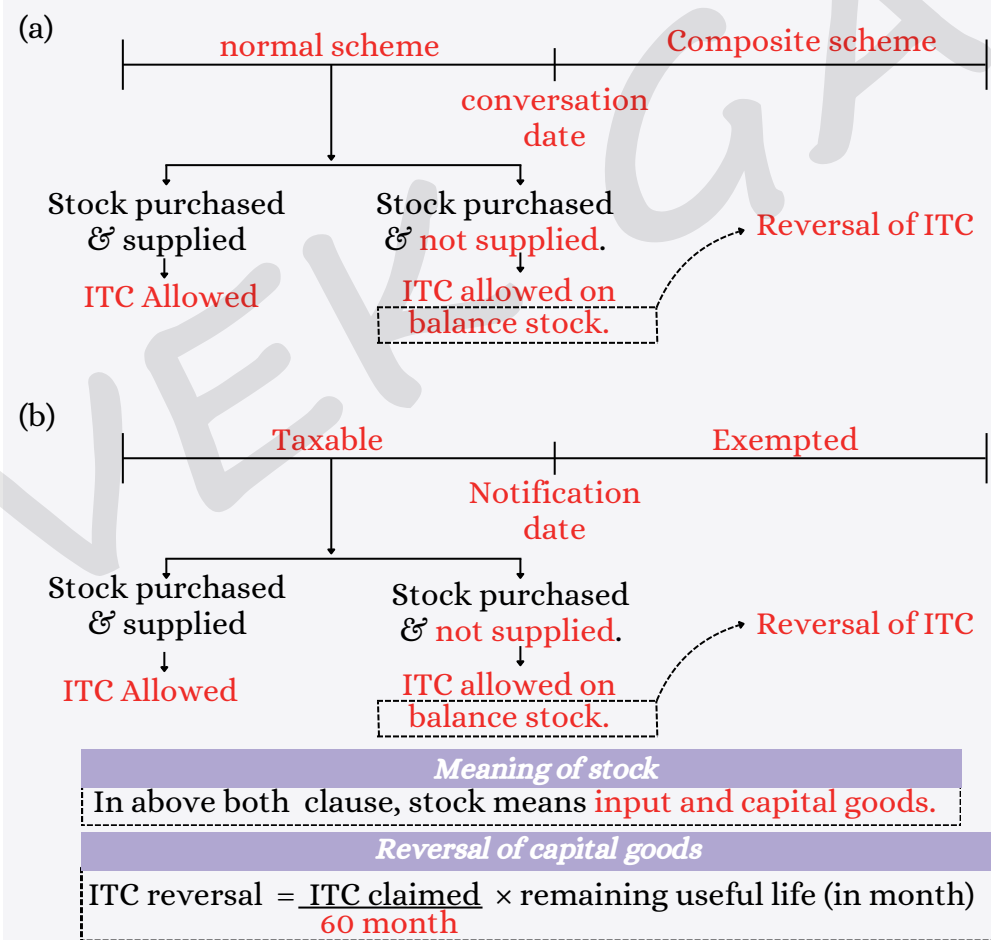 (a)
normal scheme
Composite scheme
conversation
date
Stock purchased
& supplied
ITC Allowed
Stock purchased
& not supplied.
ITC allowed on
balance stock.
Reversal of ITC
(b)
Taxable
Exempted
Notification
date
Stock purchased
& supplied
ITC Allowed
Stock purchased
& not supplied.
ITC allowed on
balance stock.
Reversal of ITC
Meaning of stock
In above both clause, stock means input and capital goods.
Reversal of capital goods
ITC reversal = ITC claimed × remaining useful life (in month)
60 month
VEK GA